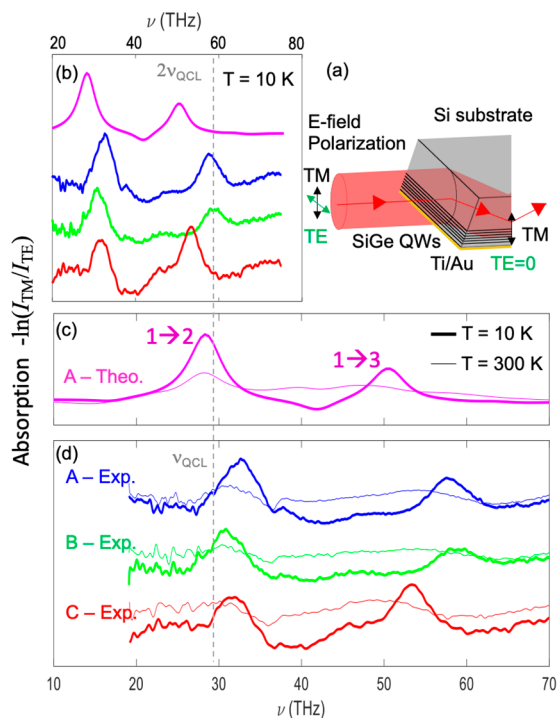 ν (THz)
20 40 60 80
(b)
2νQCL
T = 10 K
(a)
Si substrate
E-field
Polarization
TM
TE
SiGe QWs
Ti/Au
TM
TE=0
Absorption -ln(ITM/ITE)
(c)
1→2
1→3
T = 10 K
T = 300 K
A – Theo.
(d)
νQCL
A – Exp.
B – Exp.
C – Exp.
10 20 30 40 50 60 70
ν (THz)